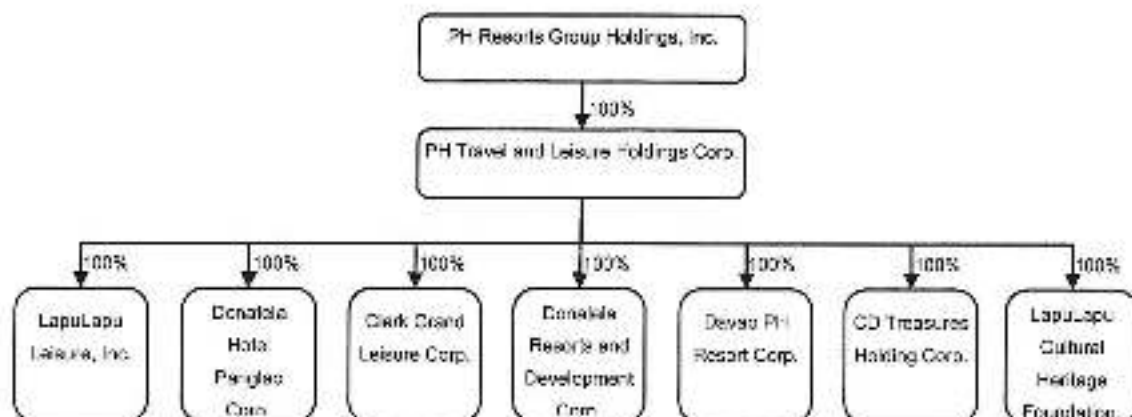 PH Resorts Group Holdings, Inc.
100%
PH Travel and Leisure Holdings Corp.
100% 100% 100% 100% 100% 100% 100%
LapuLapu
Leisure, Inc.
Donatela
Hotel
Panglao
Corp.
Clark Grand
Leisure Corp.
Donatela
Resorts and
Development
Corp.
Davao PH
Resort Corp.
CD Treasures
Holding Corp.
LapuLapu
Cultural
Heritage
Foundation,